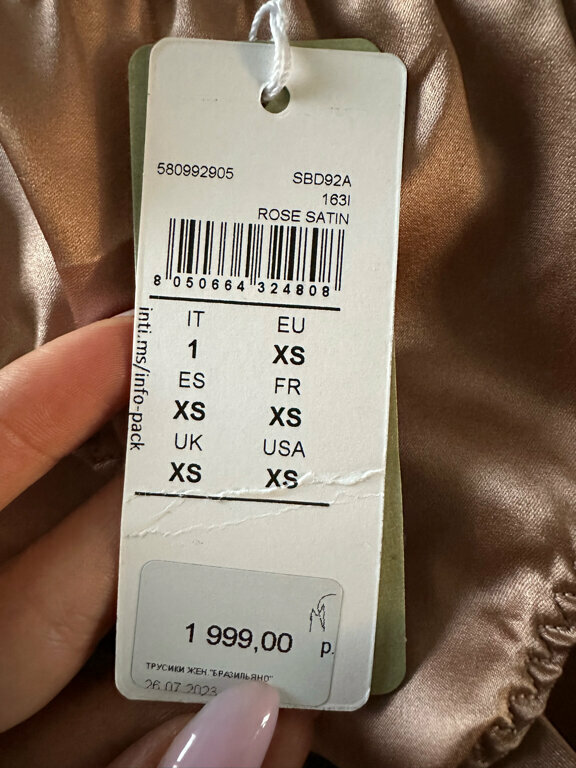 580992905 SBD92A
163I
ROSE SATIN
8 050664 324808
IT EU
1 XS
ES FR
XS XS
UK USA
XS XS
inti.ms/info-pack
1 999,00 р.
ТРУСИКИ ЖЕН "БРАЗИЛЬЯНО"
26.07.2023